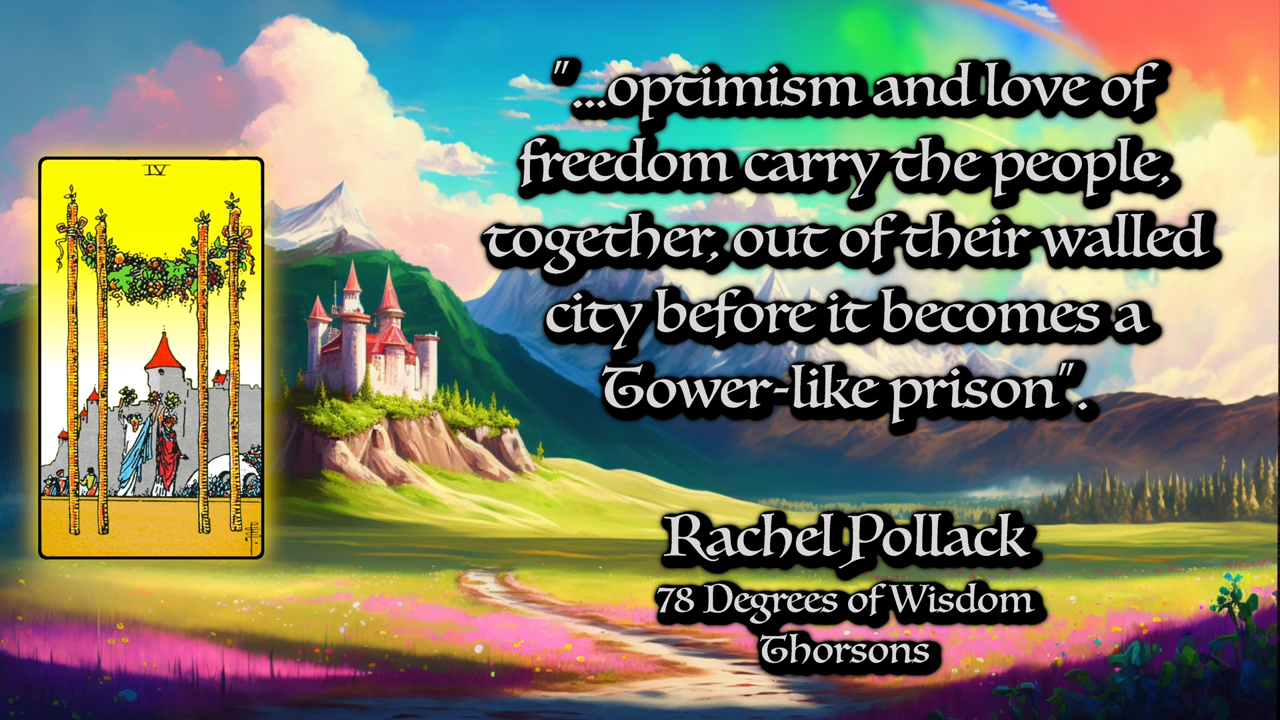 IV
"...optimism and love of
freedom carry the people,
together, out of their walled
city before it becomes a
Tower-like prison".
Rachel Pollack
78 Degrees of Wisdom
Thorsons